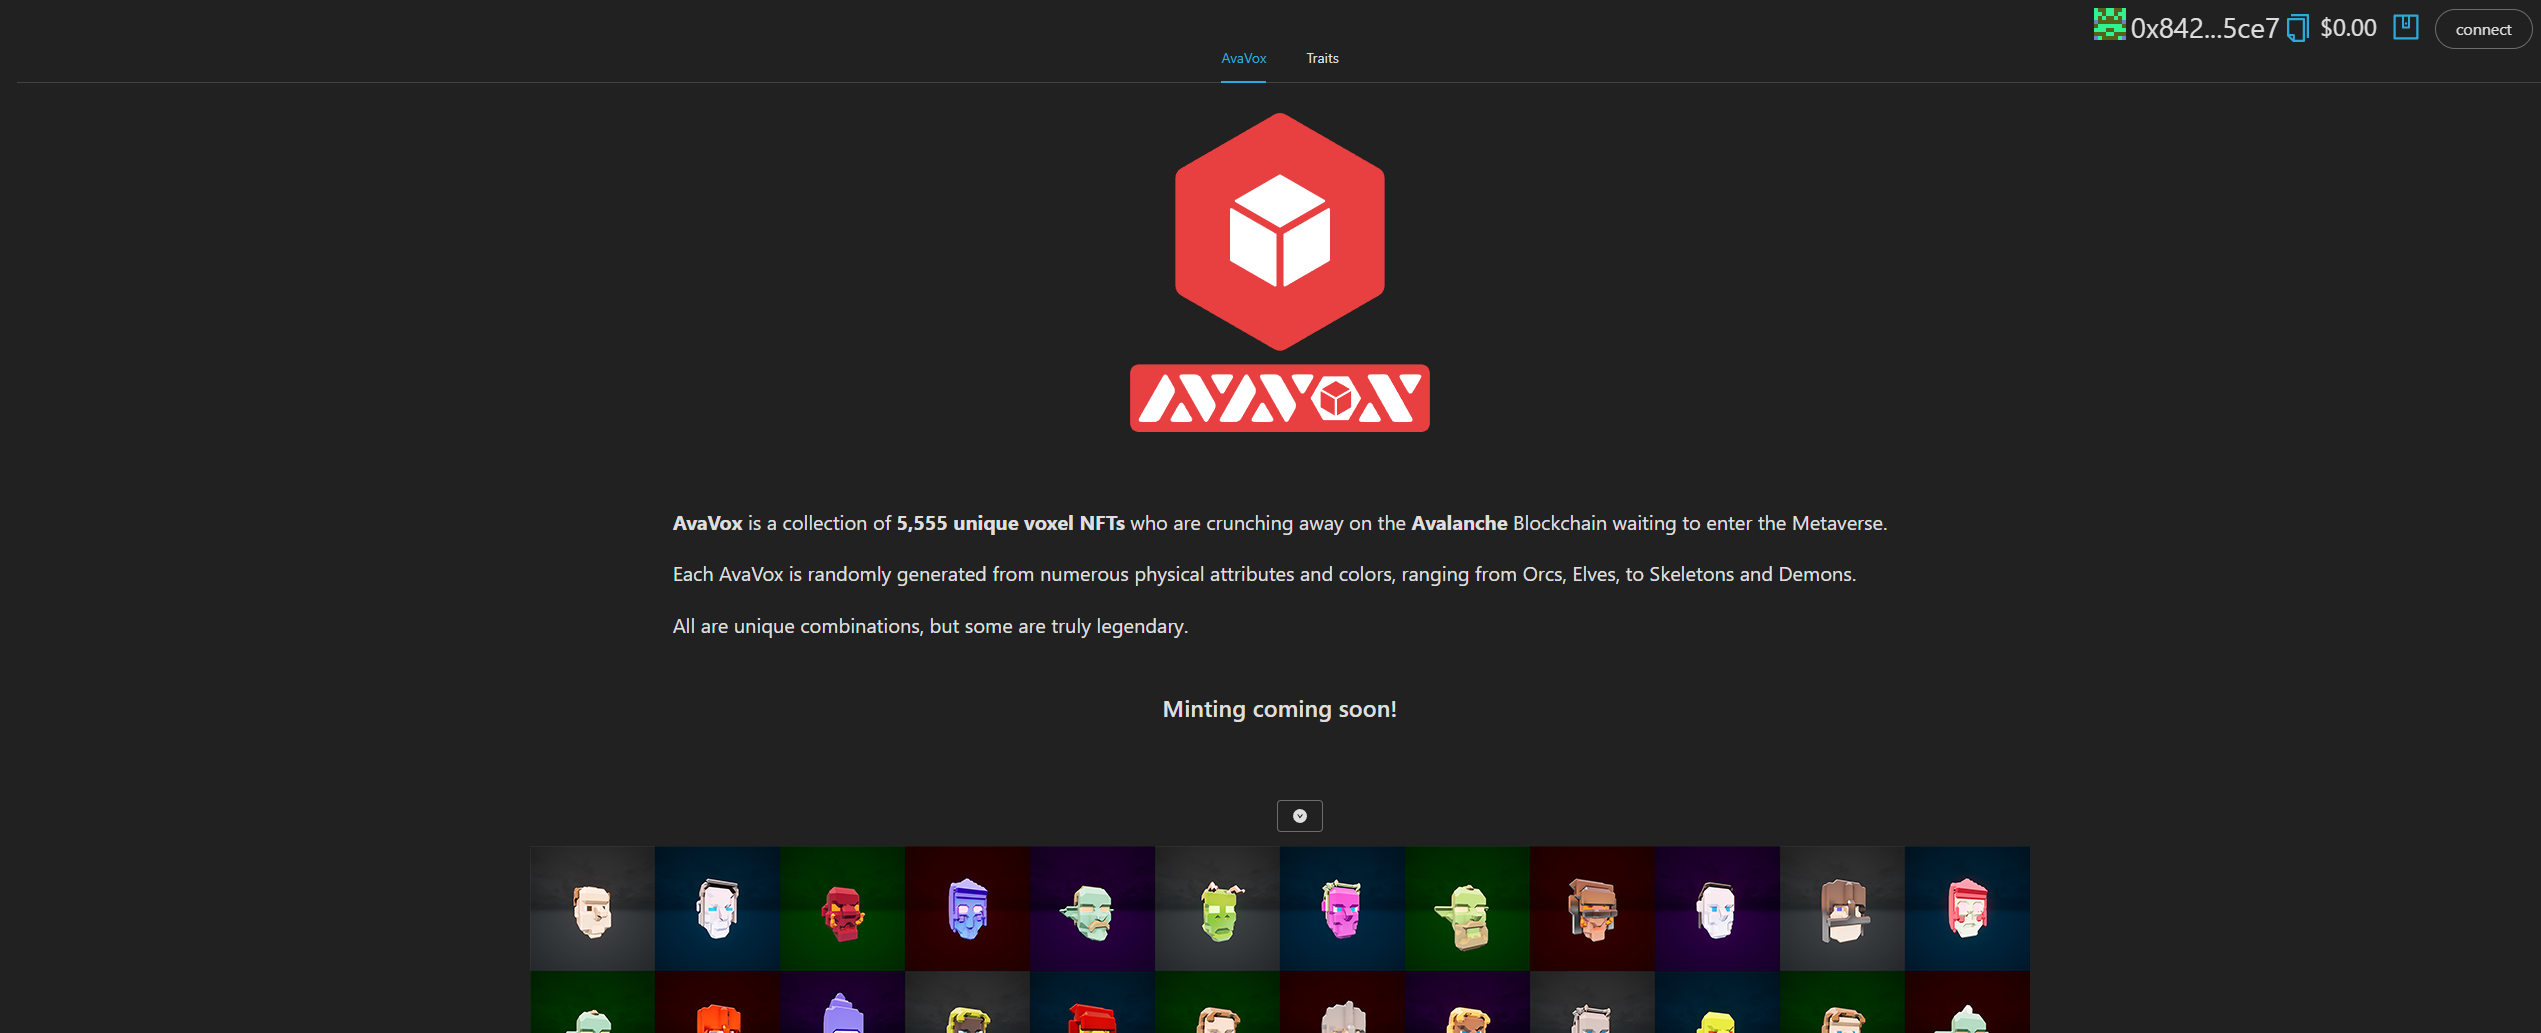 0x842...5ce7 $0.00 connect
AvaVox Traits
AVAVOX
AvaVox is a collection of 5,555 unique voxel NFTs who are crunching away on the Avalanche Blockchain waiting to enter the Metaverse.
Each AvaVox is randomly generated from numerous physical attributes and colors, ranging from Orcs, Elves, to Skeletons and Demons.
All are unique combinations, but some are truly legendary.
Minting coming soon!